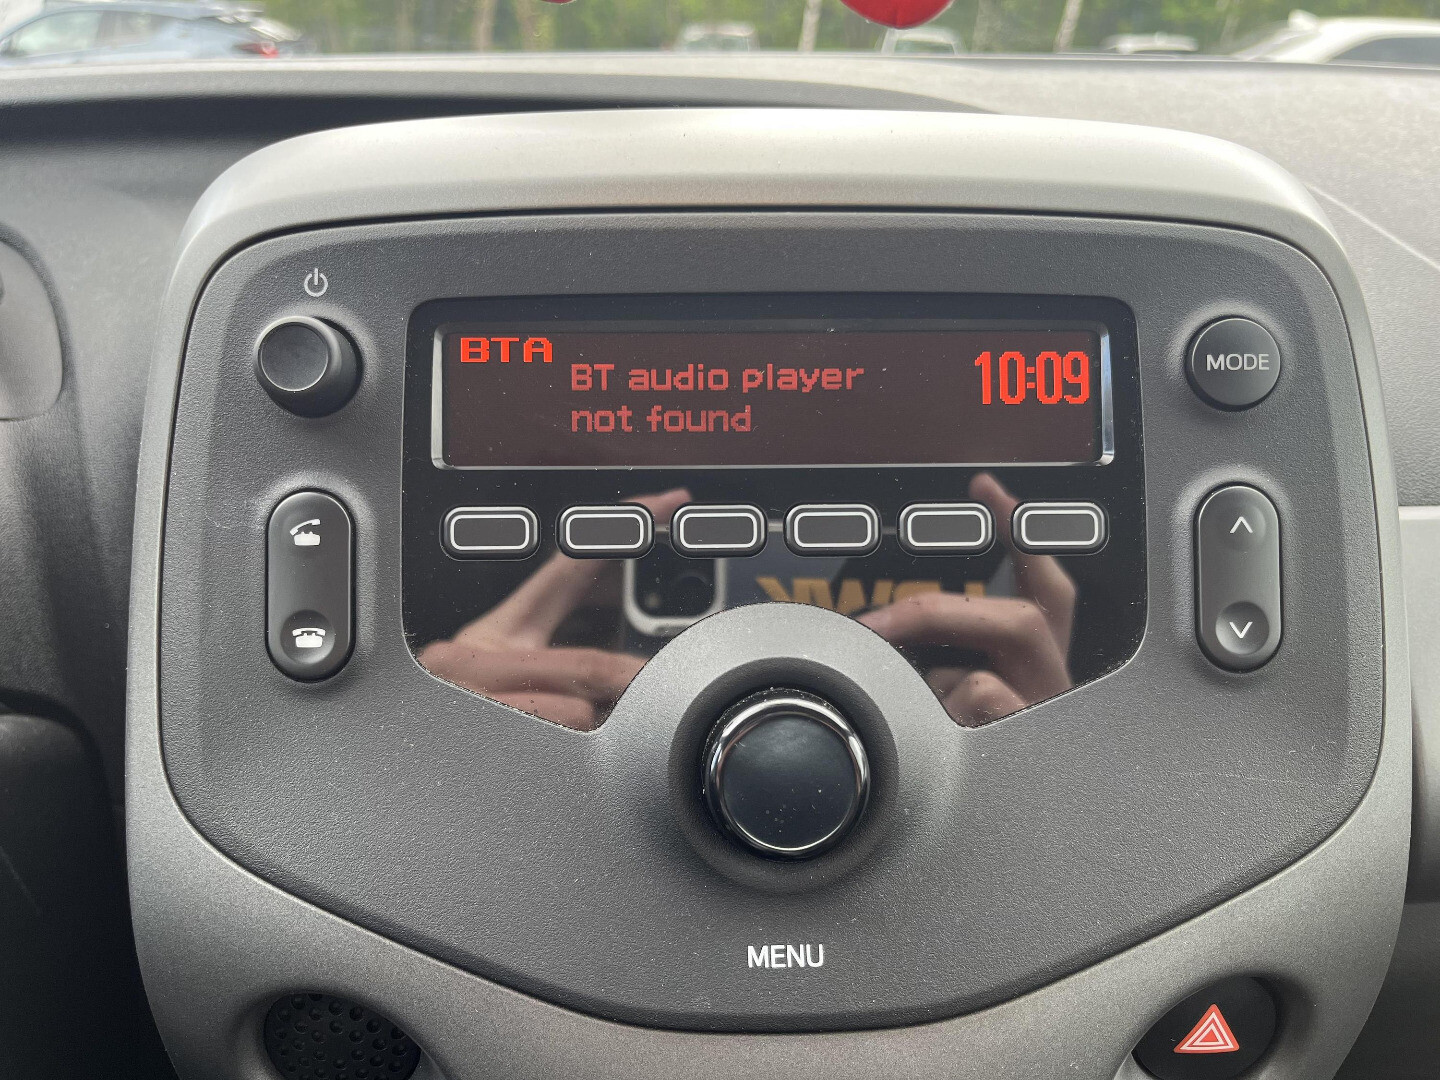 BTA
BT audio player
not found
10:09
MODE
MENU